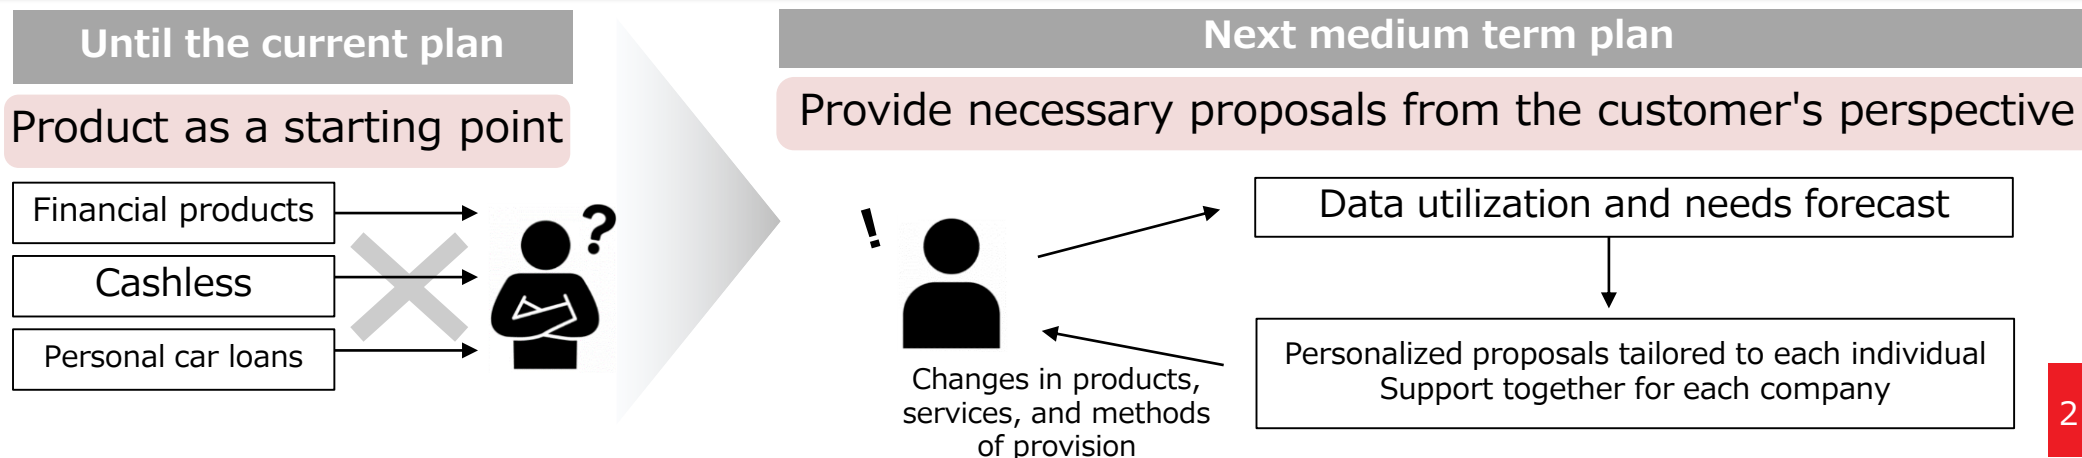 Until the current plan
Product as a starting point
Financial products
Cashless
Personal car loans
?
Next medium term plan
Provide necessary proposals from the customer's perspective
!
Changes in products,
services, and methods
of provision
Data utilization and needs forecast
Personalized proposals tailored to each individual
Support together for each company
2